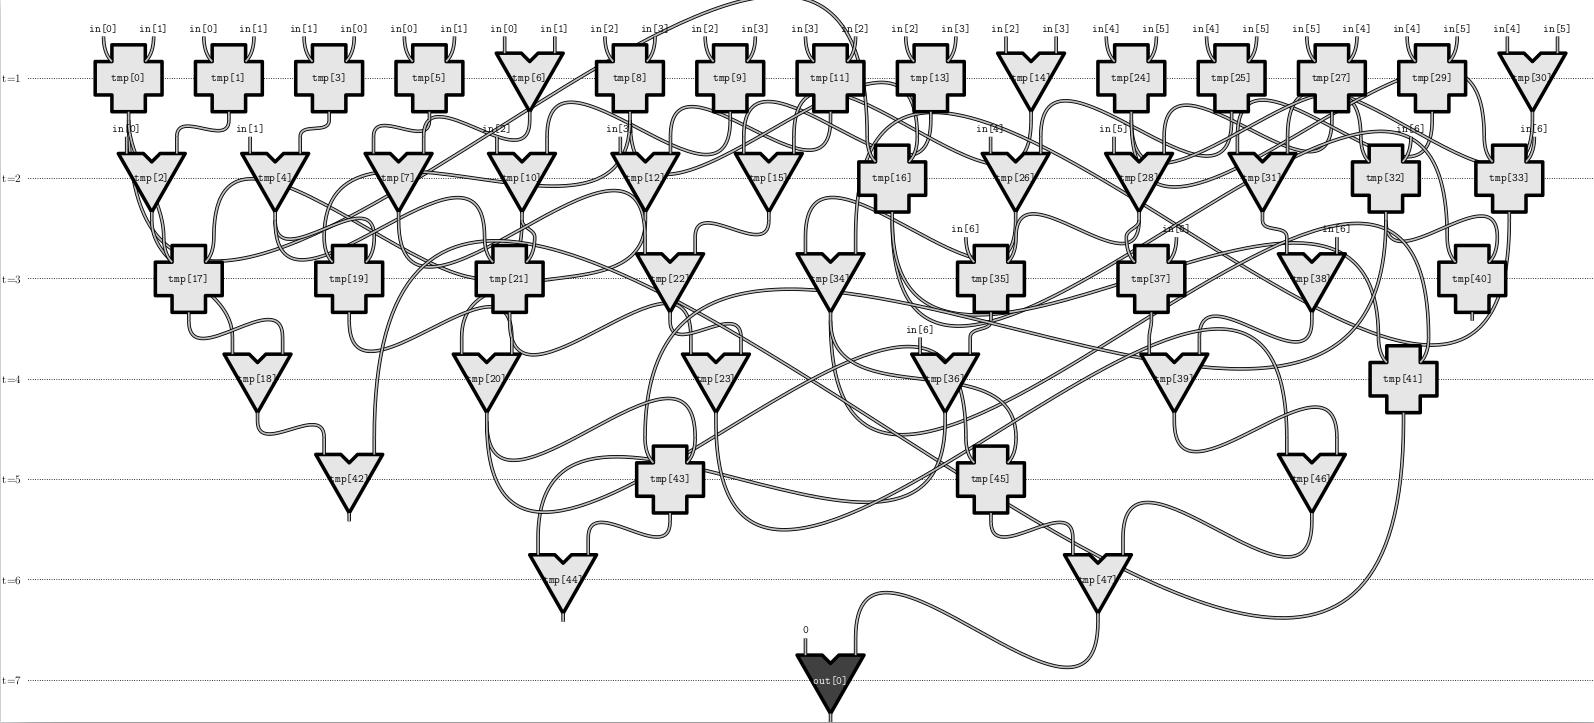 in[0] in[1] in[0] in[1] in[1] in[0] in[0] in[1] in[0] in[1] in[2] in[3] in[2] in[3] in[3] in[2] in[2] in[3] in[2] in[3] in[4] in[5] in[4] in[5] in[5] in[4] in[4] in[5] in[4] in[5]
t=1 tmp[0] tmp[1] tmp[3] tmp[5] tmp[6] tmp[8] tmp[9] tmp[11] tmp[13] tmp[14] tmp[24] tmp[25] tmp[27] tmp[29] tmp[30]
in[0] in[1] in[2] in[3] in[4] in[5] in[6] in[6]
t=2 tmp[2] tmp[4] tmp[7] tmp[10] tmp[12] tmp[15] tmp[16] tmp[26] tmp[28] tmp[31] tmp[32] tmp[33]
in[6] in[6] in[6]
t=3 tmp[17] tmp[19] tmp[21] tmp[22] tmp[34] tmp[35] tmp[37] tmp[38] tmp[40]
in[6]
t=4 tmp[18] tmp[20] tmp[23] tmp[36] tmp[39] tmp[41]
t=5 tmp[42] tmp[43] tmp[45] tmp[46]
t=6 tmp[44] tmp[47]
0
t=7 out[0]